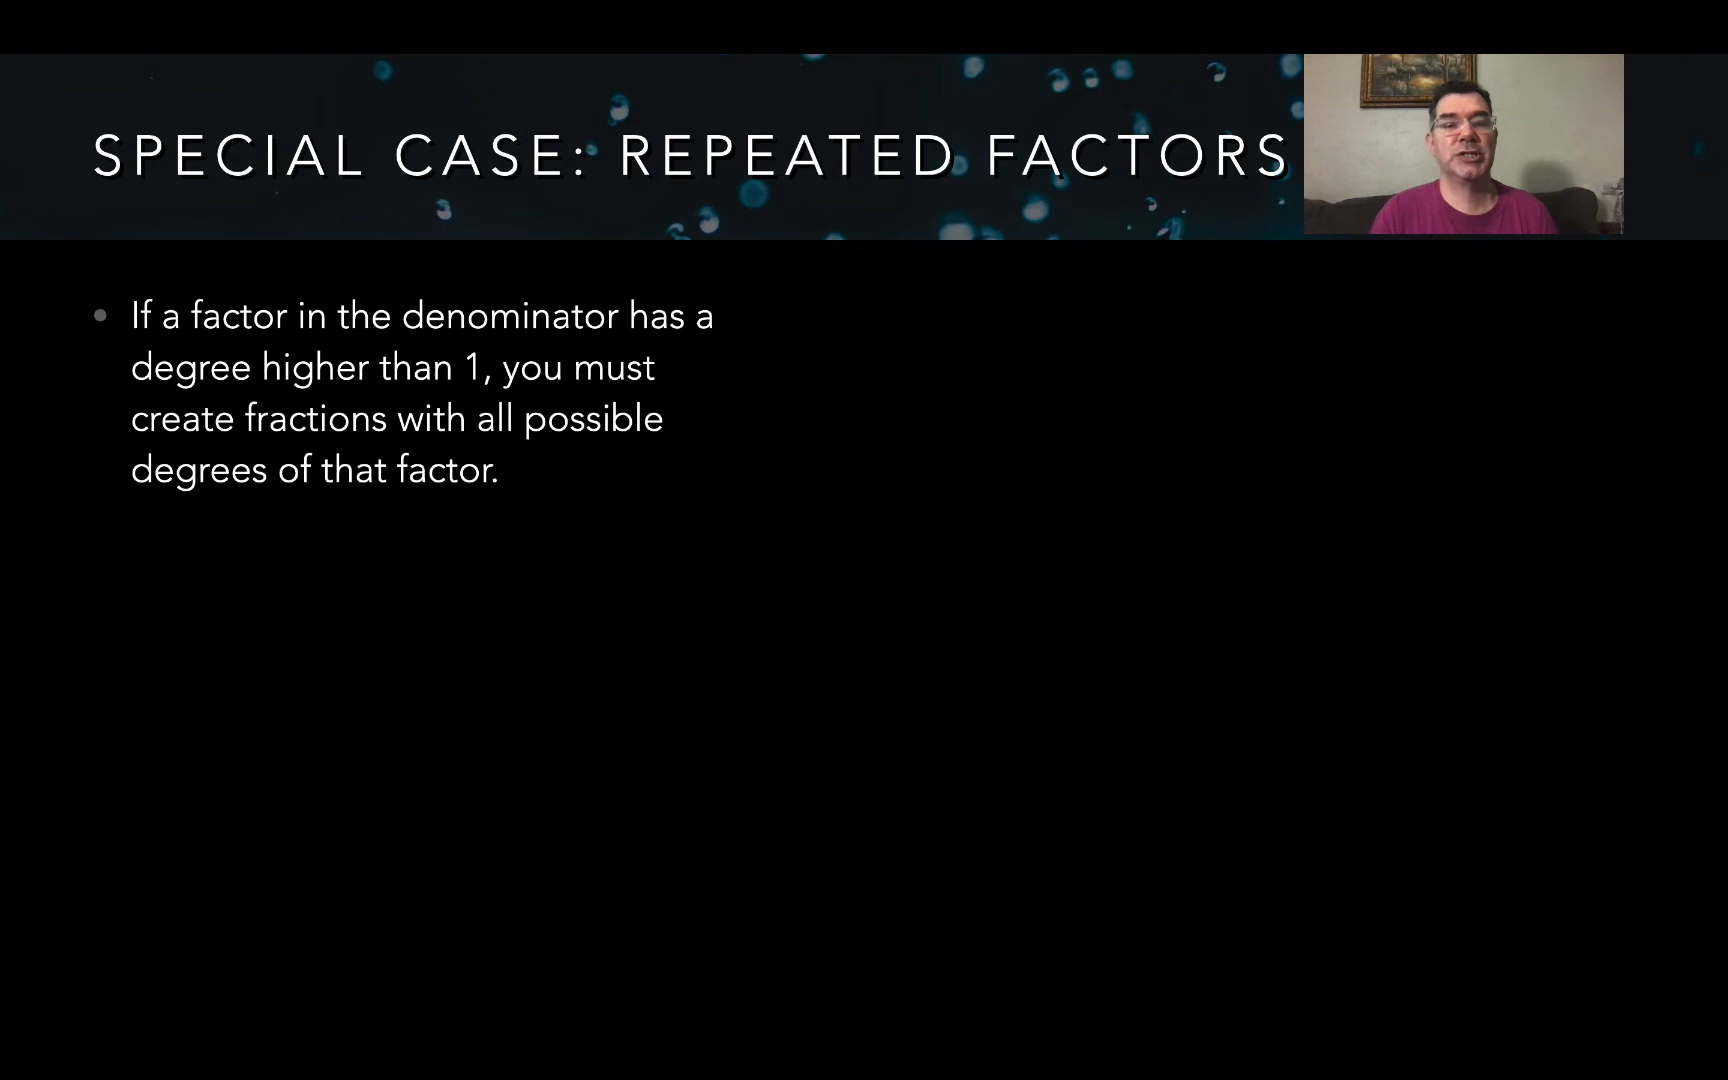 SPECIAL CASE: REPEATED FACTORS
• If a factor in the denominator has a
degree higher than 1, you must
create fractions with all possible
degrees of that factor.